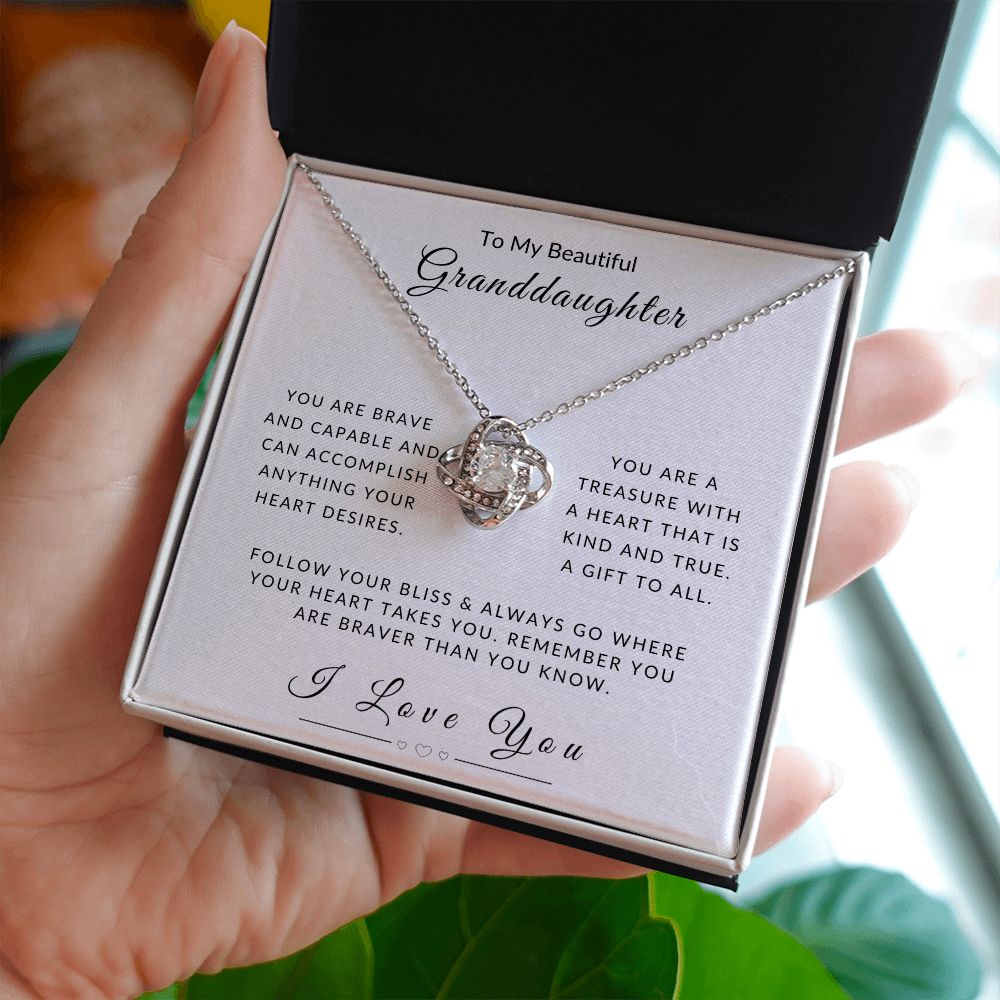 To My Beautiful
Granddaughter
YOU ARE BRAVE
AND CAPABLE AND
CAN ACCOMPLISH
ANYTHING YOUR
HEART DESIRES.
YOU ARE A
TREASURE WITH
A HEART THAT IS
KIND AND TRUE.
A GIFT TO ALL.
FOLLOW YOUR BLISS & ALWAYS GO WHERE
YOUR HEART TAKES YOU. REMEMBER YOU
ARE BRAVER THAN YOU KNOW.
I Love You